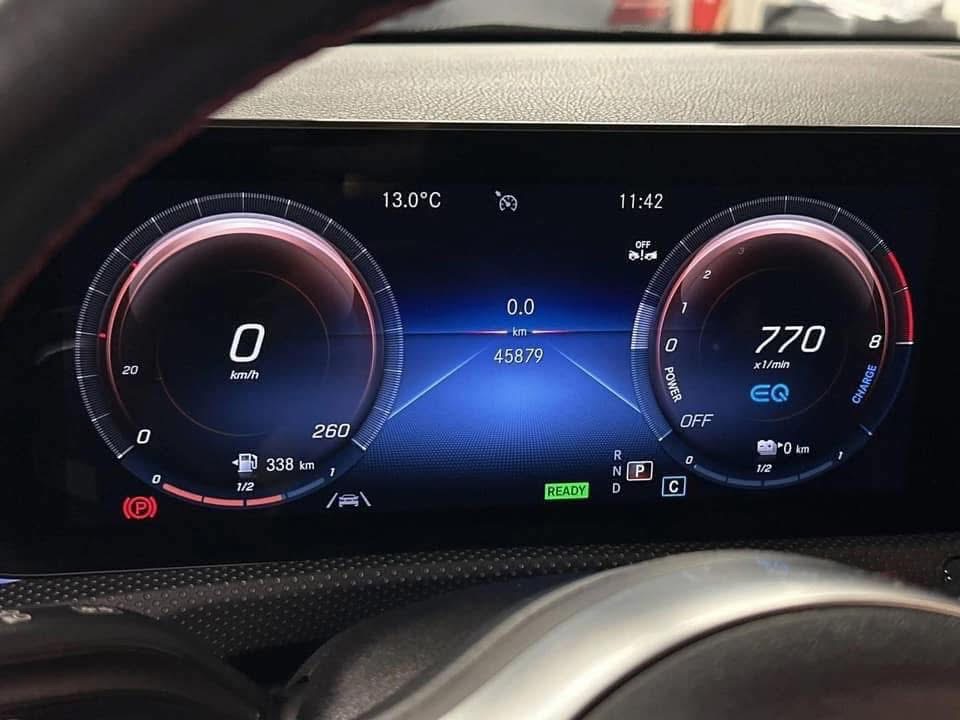 13.0°C
11:42
OFF
0.0
km
45879
0
km/h
20
0
260
338 km
0
1/2
1
P
READY
R
N
P
D
C
3
2
1
0
8
770
x1/min
EQ
POWER
OFF
CHARGE
0 km
0
1/2
1